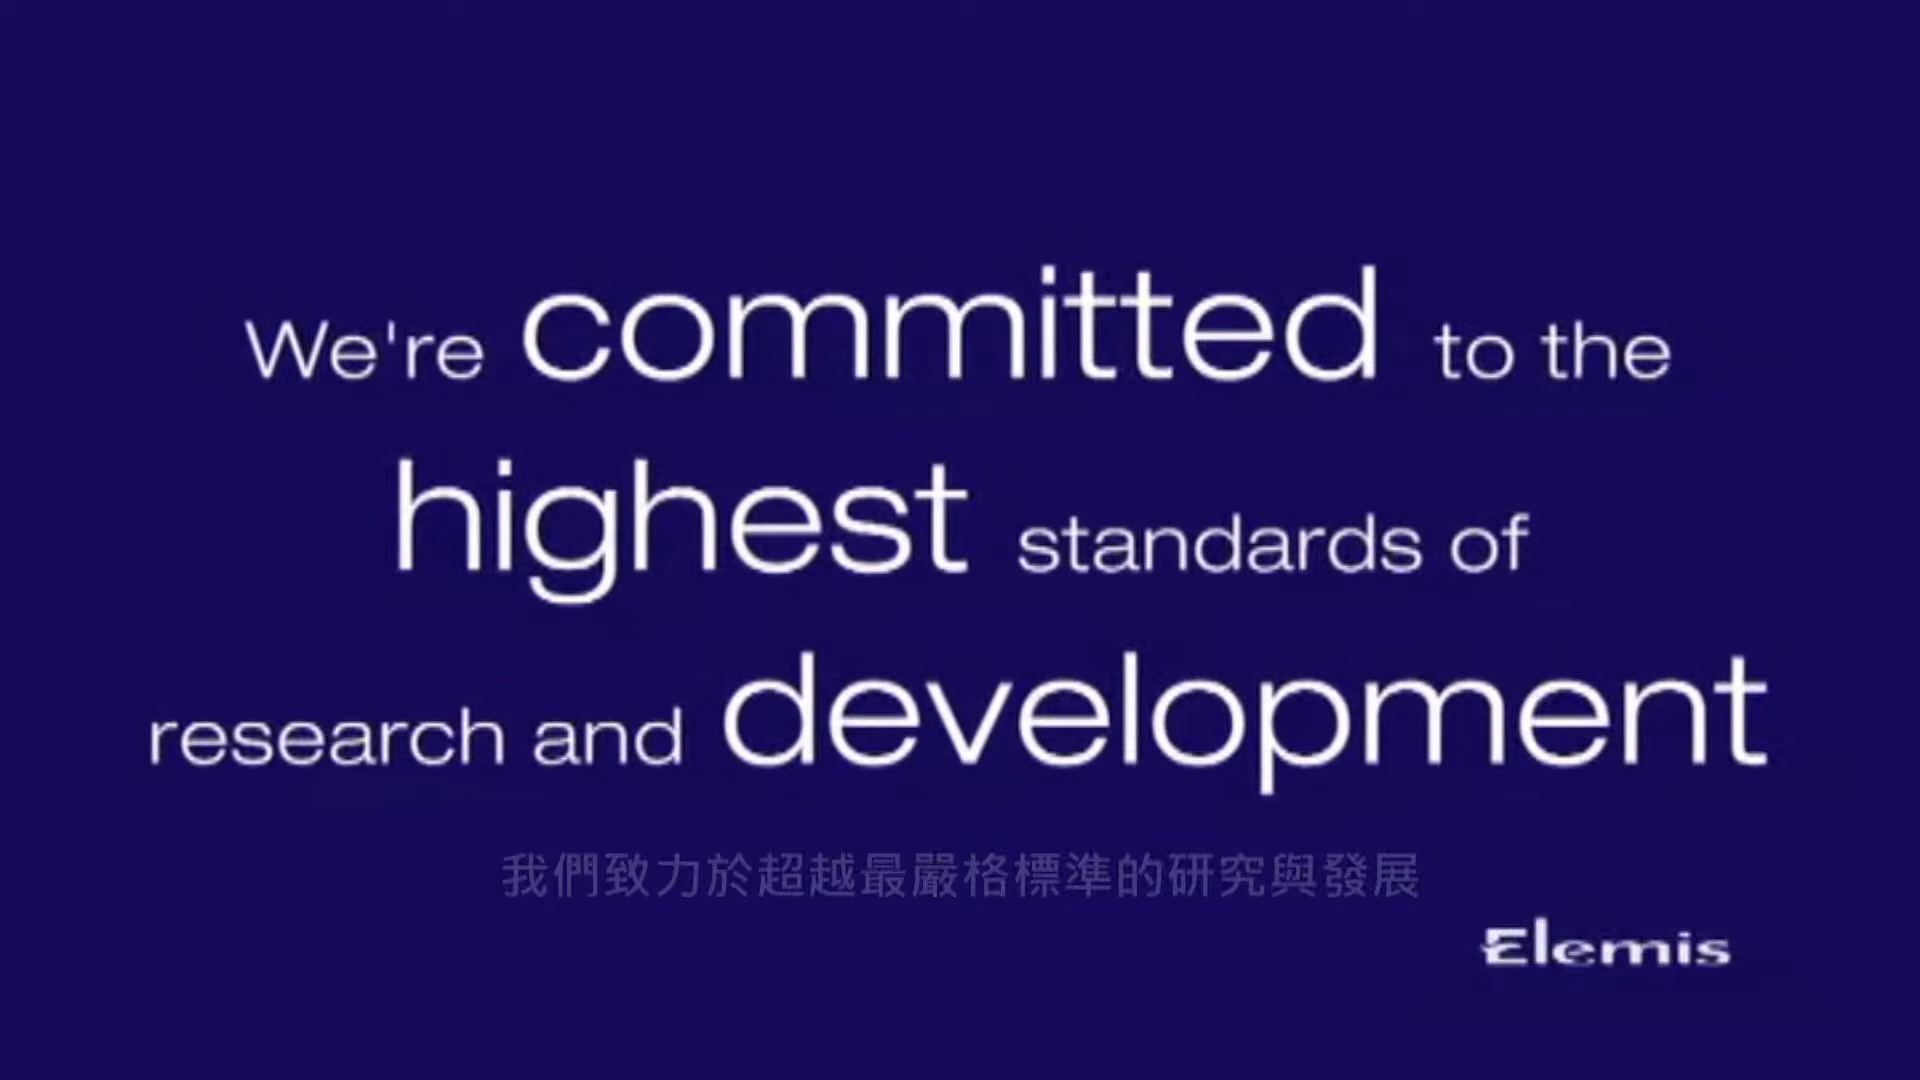 We're committed to the
highest standards of
research and development
我們致力於超越最嚴格標準的研究與發展
Elemis